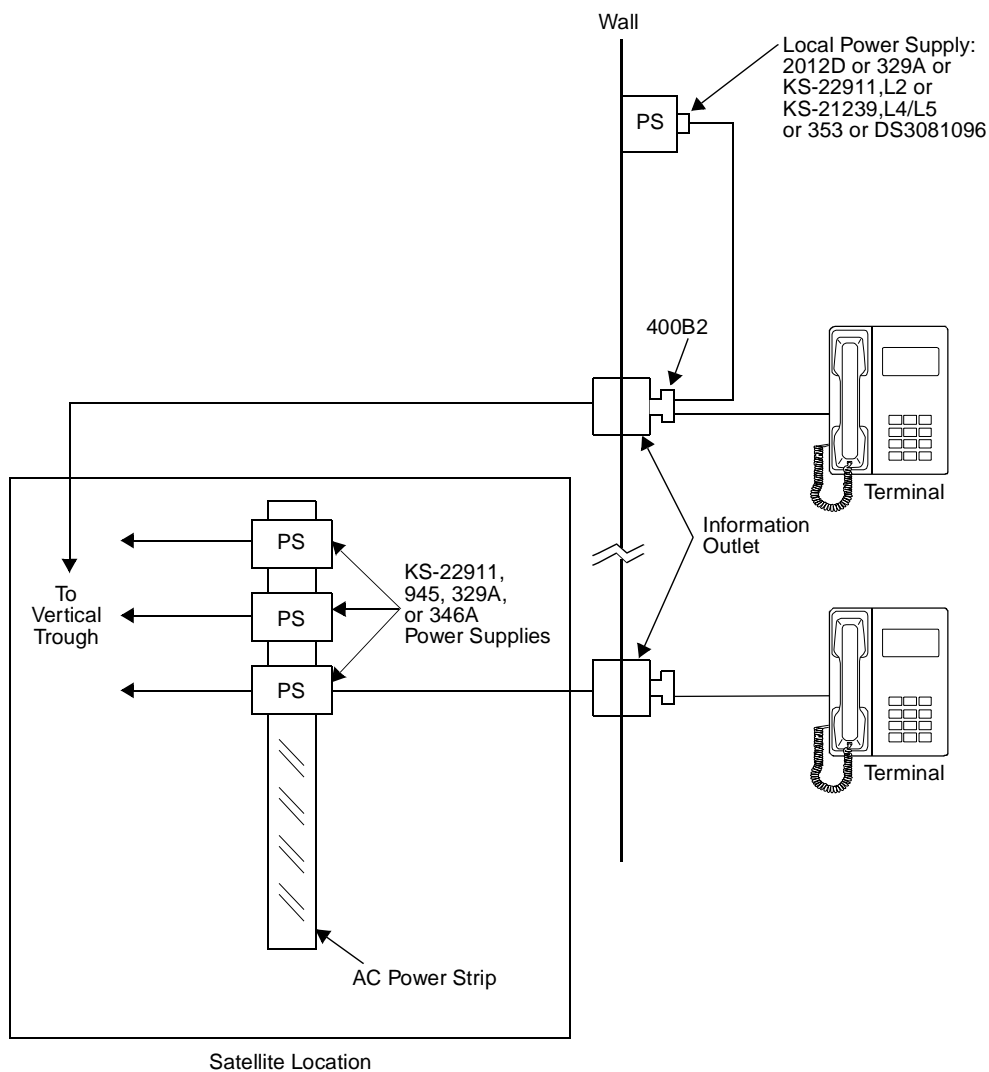 Wall
Local Power Supply:
2012D or 329A or
KS-22911,L2 or
KS-21239,L4/L5
or 353 or DS3081096
PS
400B2
Terminal
Information
Outlet
PS
KS-22911,
945, 329A,
or 346A
Power Supplies
To
Vertical
Trough
PS
PS
Terminal
AC Power Strip
Satellite Location